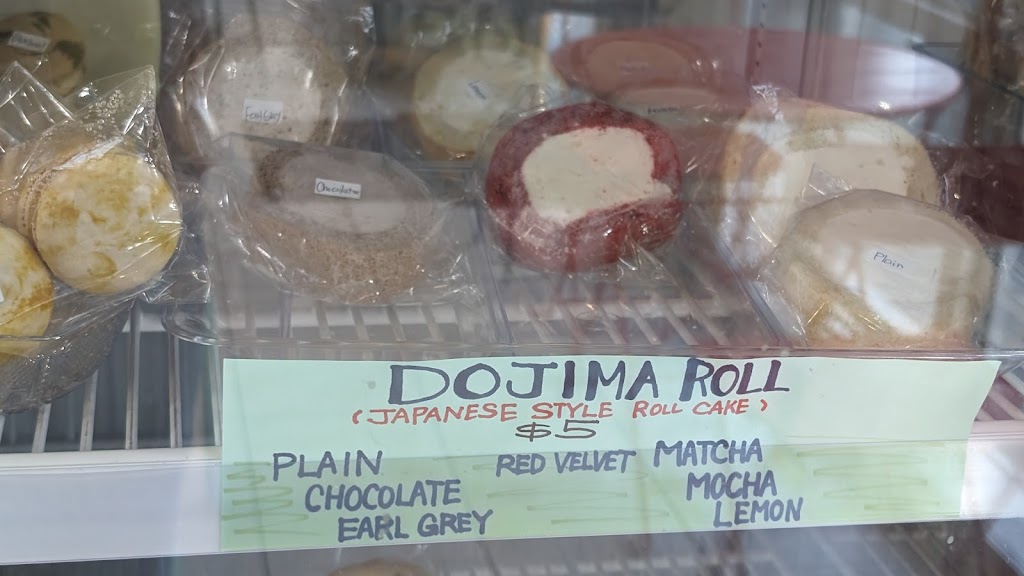 Earl Grey
Chocolate
Plain
DOJIMA ROLL
(JAPANESE STYLE ROLL CAKE)
$5
PLAIN
CHOCOLATE
EARL GREY
RED VELVET
MATCHA
MOCHA
LEMON